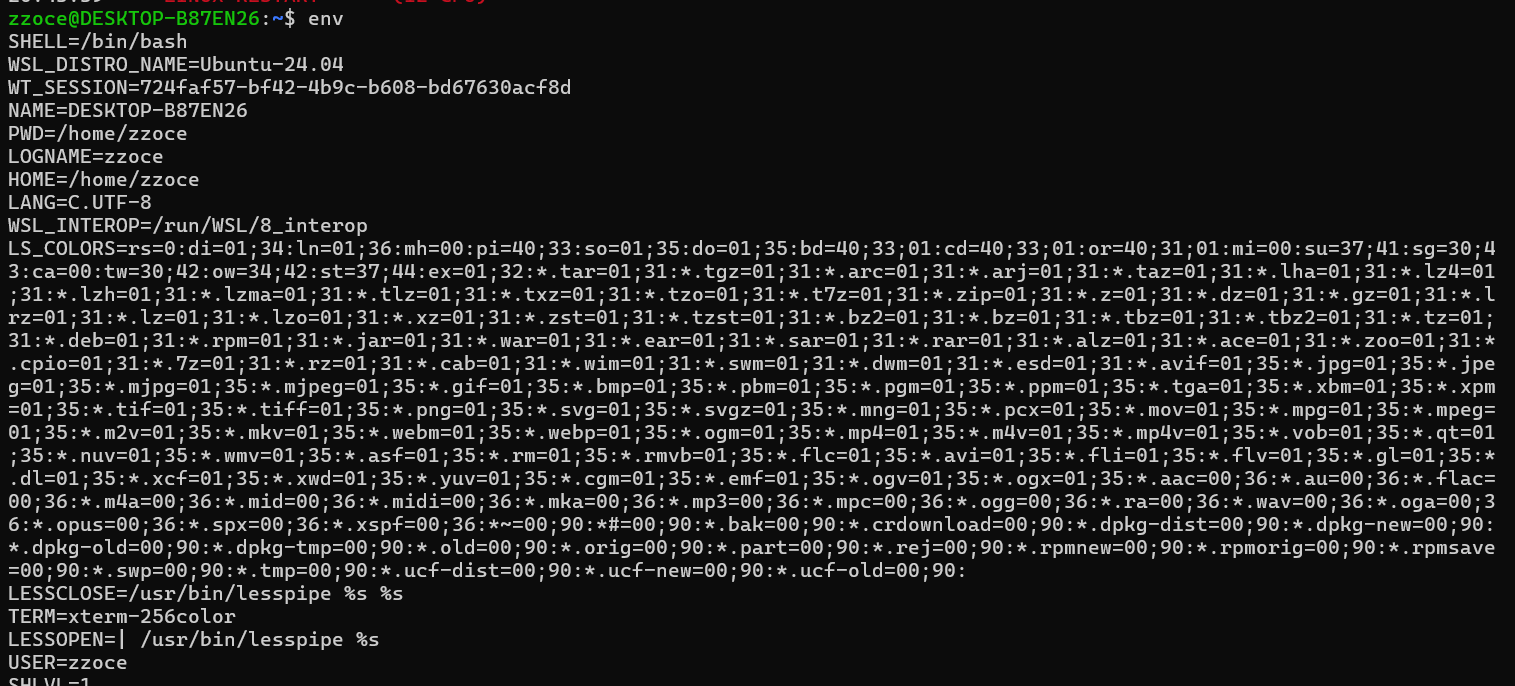 zzoce@DESKTOP-B87EN26:~$ env
SHELL=/bin/bash
WSL_DISTRO_NAME=Ubuntu-24.04
WT_SESSION=724faf57-bf42-4b9c-b608-bd67630acf8d
NAME=DESKTOP-B87EN26
PWD=/home/zzoce
LOGNAME=zzoce
HOME=/home/zzoce
LANG=C.UTF-8
WSL_INTEROP=/run/WSL/8_interop
LS_COLORS=rs=0:di=01;34:ln=01;36:mh=00:pi=40;33:so=01;35:do=01;35:bd=40;33;01:cd=40;33;01:or=40;31;01:mi=00:su=37;41:sg=30;4
3:ca=00:tw=30;42:ow=34;42:st=37;44:ex=01;32:*.tar=01;31:*.tgz=01;31:*.arc=01;31:*.arj=01;31:*.taz=01;31:*.lha=01;31:*.lz4=01
;31:*.lzh=01;31:*.lzma=01;31:*.tlz=01;31:*.txz=01;31:*.tzo=01;31:*.t7z=01;31:*.zip=01;31:*.z=01;31:*.dz=01;31:*.gz=01;31:*.l
rz=01;31:*.lz=01;31:*.lzo=01;31:*.xz=01;31:*.zst=01;31:*.tzst=01;31:*.bz2=01;31:*.bz=01;31:*.tbz=01;31:*.tbz2=01;31:*.tz=01;
31:*.deb=01;31:*.rpm=01;31:*.jar=01;31:*.war=01;31:*.ear=01;31:*.sar=01;31:*.rar=01;31:*.alz=01;31:*.ace=01;31:*.zoo=01;31:*
.cpio=01;31:*.7z=01;31:*.rz=01;31:*.cab=01;31:*.wim=01;31:*.swm=01;31:*.dwm=01;31:*.esd=01;31:*.avif=01;35:*.jpg=01;35:*.jpe
g=01;35:*.mjpg=01;35:*.mjpeg=01;35:*.gif=01;35:*.bmp=01;35:*.pbm=01;35:*.pgm=01;35:*.ppm=01;35:*.tga=01;35:*.xbm=01;35:*.xpm
=01;35:*.tif=01;35:*.tiff=01;35:*.png=01;35:*.svg=01;35:*.svgz=01;35:*.mng=01;35:*.pcx=01;35:*.mov=01;35:*.mpg=01;35:*.mpeg=
01;35:*.m2v=01;35:*.mkv=01;35:*.webm=01;35:*.webp=01;35:*.ogm=01;35:*.mp4=01;35:*.m4v=01;35:*.mp4v=01;35:*.vob=01;35:*.qt=01
;35:*.nuv=01;35:*.wmv=01;35:*.asf=01;35:*.rm=01;35:*.rmvb=01;35:*.flc=01;35:*.avi=01;35:*.fli=01;35:*.flv=01;35:*.gl=01;35:*
.dl=01;35:*.xcf=01;35:*.xwd=01;35:*.yuv=01;35:*.cgm=01;35:*.emf=01;35:*.ogv=01;35:*.ogx=01;35:*.aac=00;36:*.au=00;36:*.flac=
00;36:*.m4a=00;36:*.mid=00;36:*.midi=00;36:*.mka=00;36:*.mp3=00;36:*.mpc=00;36:*.ogg=00;36:*.ra=00;36:*.wav=00;36:*.oga=00;3
6:*.opus=00;36:*.spx=00;36:*.xspf=00;36:*~=00;90:*#=00;90:*.bak=00;90:*.crdownload=00;90:*.dpkg-dist=00;90:*.dpkg-new=00;90:
*.dpkg-old=00;90:*.dpkg-tmp=00;90:*.old=00;90:*.orig=00;90:*.part=00;90:*.rej=00;90:*.rpmnew=00;90:*.rpmorig=00;90:*.rpmsave
=00;90:*.swp=00;90:*.tmp=00;90:*.ucf-dist=00;90:*.ucf-new=00;90:*.ucf-old=00;90:
LESSCLOSE=/usr/bin/lesspipe %s %s
TERM=xterm-256color
LESSOPEN=| /usr/bin/lesspipe %s
USER=zzoce
SHLVL=1